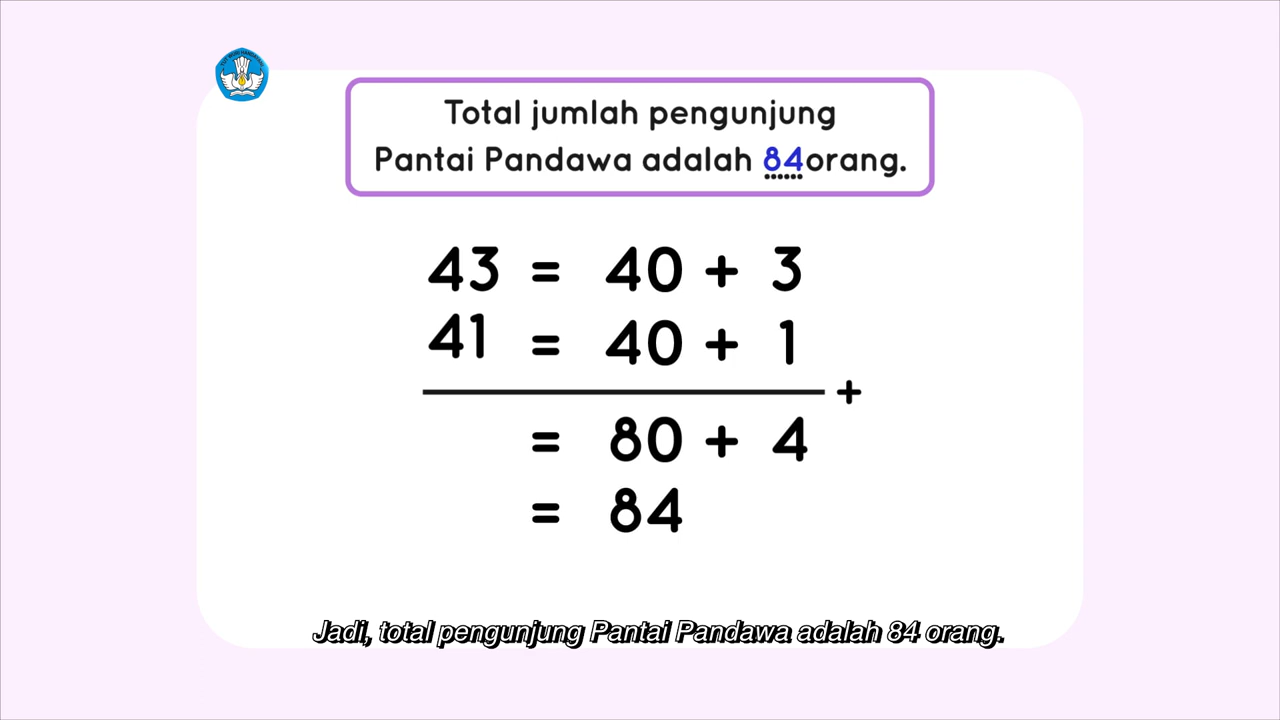 Total jumlah pengunjung
Pantai Pandawa adalah 84orang.
43 = 40 + 3
41 = 40 + 1
+
= 80 + 4
= 84
Jadi, total pengunjung Pantai Pandawa adalah 84 orang.